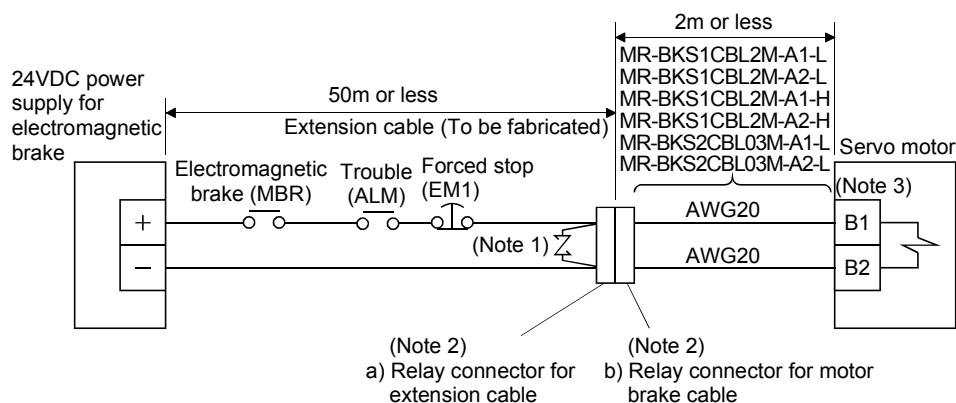 2m or less
MR-BKS1CBL2M-A1-L
MR-BKS1CBL2M-A2-L
MR-BKS1CBL2M-A1-H
MR-BKS1CBL2M-A2-H
MR-BKS2CBL03M-A1-L
MR-BKS2CBL03M-A2-L
24VDC power
supply for
electromagnetic
brake
50m or less
Extension cable (To be fabricated)
Servo motor
Electromagnetic
brake (MBR)
Trouble
(ALM)
Forced stop
(EM1)
(Note 3)
+
AWG20
B1
(Note 1)
−
AWG20
B2
(Note 2)
a) Relay connector for
extension cable
(Note 2)
b) Relay connector for motor
brake cable